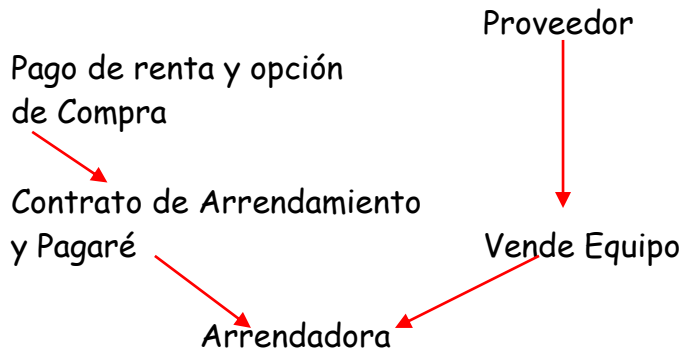 Proveedor
Pago de renta y opción
de Compra
Contrato de Arrendamiento
y Pagaré
Vende Equipo
Arrendadora